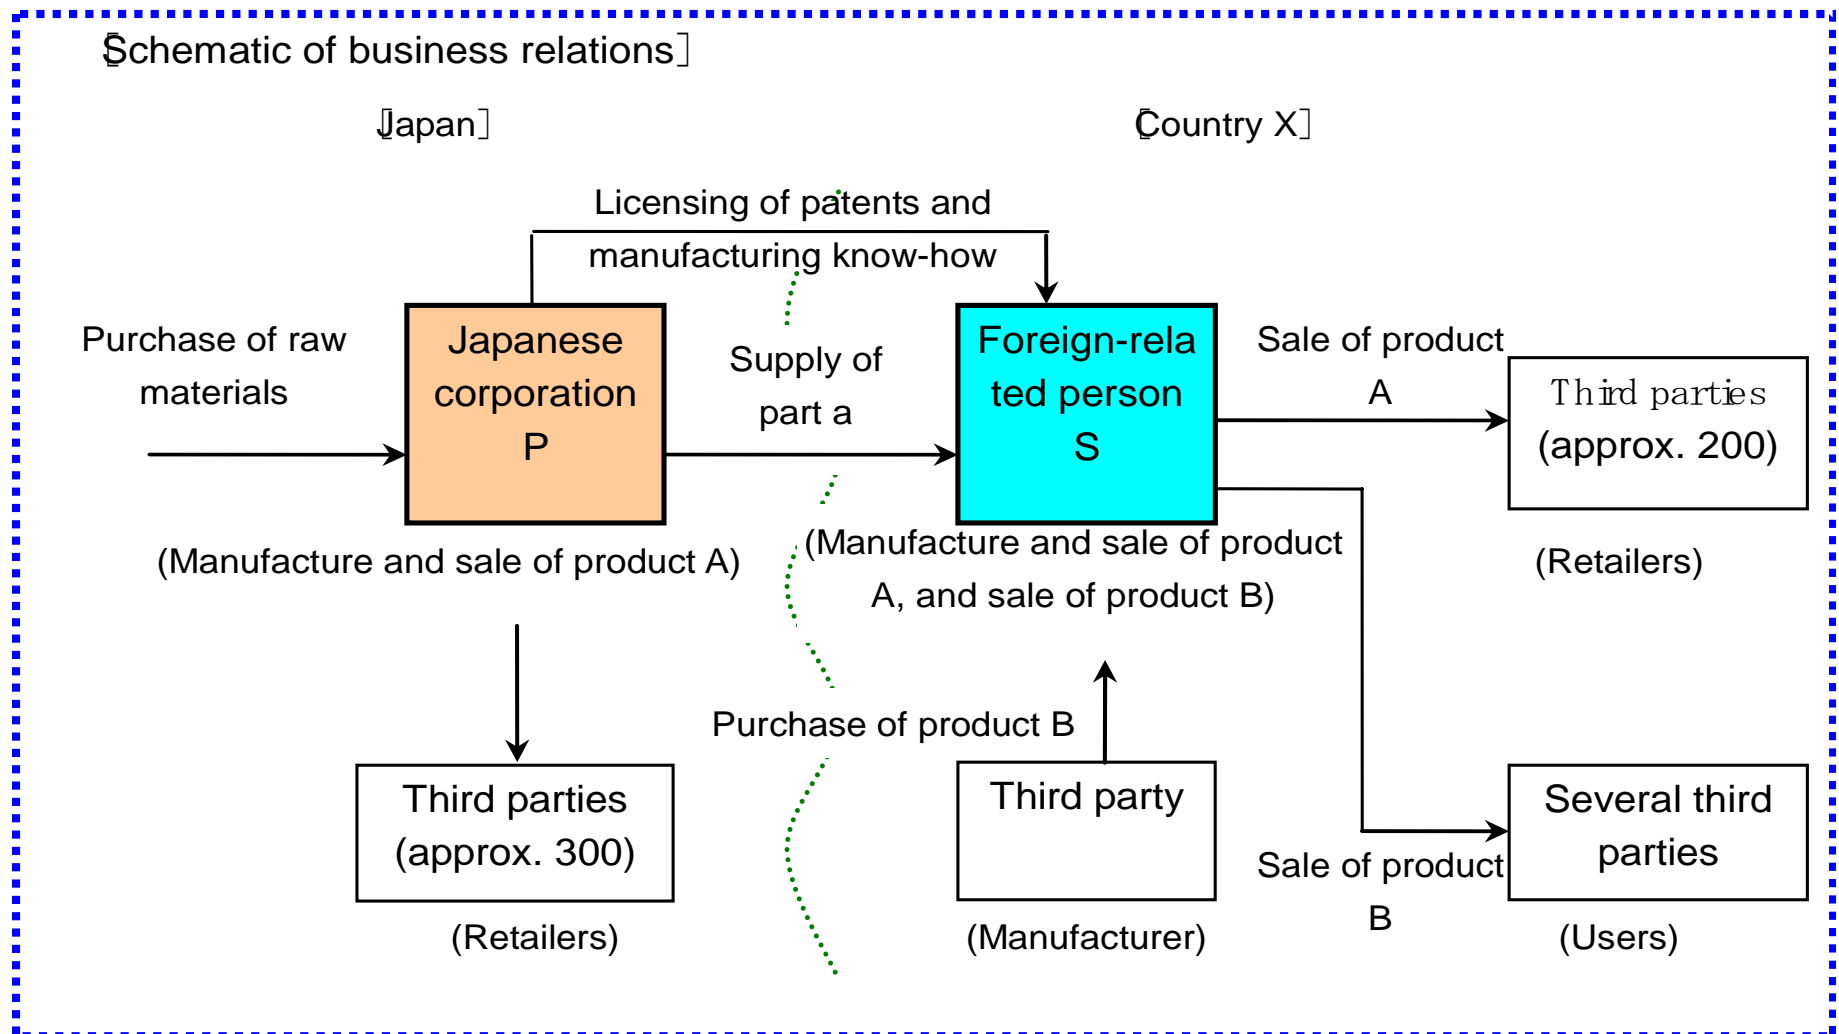 [Schematic of business relations]
[Japan]
[Country X]
Licensing of patents and
manufacturing know-how
Purchase of raw
materials
Japanese
corporation
P
Supply of
part a
Foreign-rela
ted person
S
Sale of product
A
Third parties
(approx. 200)
(Manufacture and sale of product A)
(Manufacture and sale of product
A, and sale of product B)
(Retailers)
Purchase of product B
Third parties
(approx. 300)
(Retailers)
Third party
(Manufacturer)
Sale of product
B
Several third
parties
(Users)